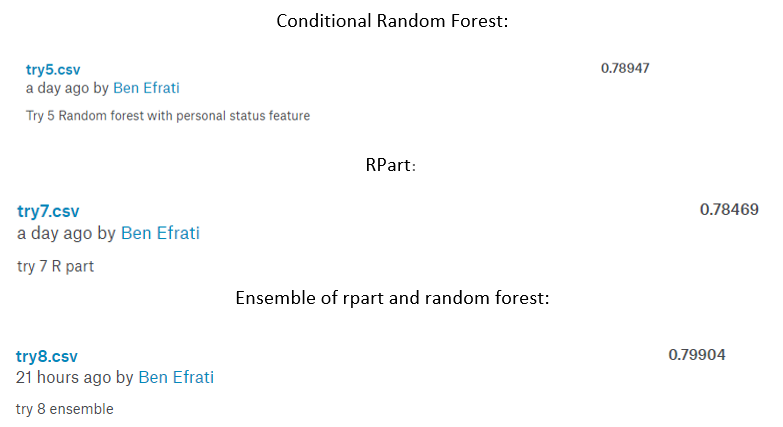 Conditional Random Forest:
try5.csv 0.78947
a day ago by Ben Efrati
Try 5 Random forest with personal status feature
RPart:
try7.csv 0.78469
a day ago by Ben Efrati
try 7 R part
Ensemble of rpart and random forest:
try8.csv 0.79904
21 hours ago by Ben Efrati
try 8 ensemble